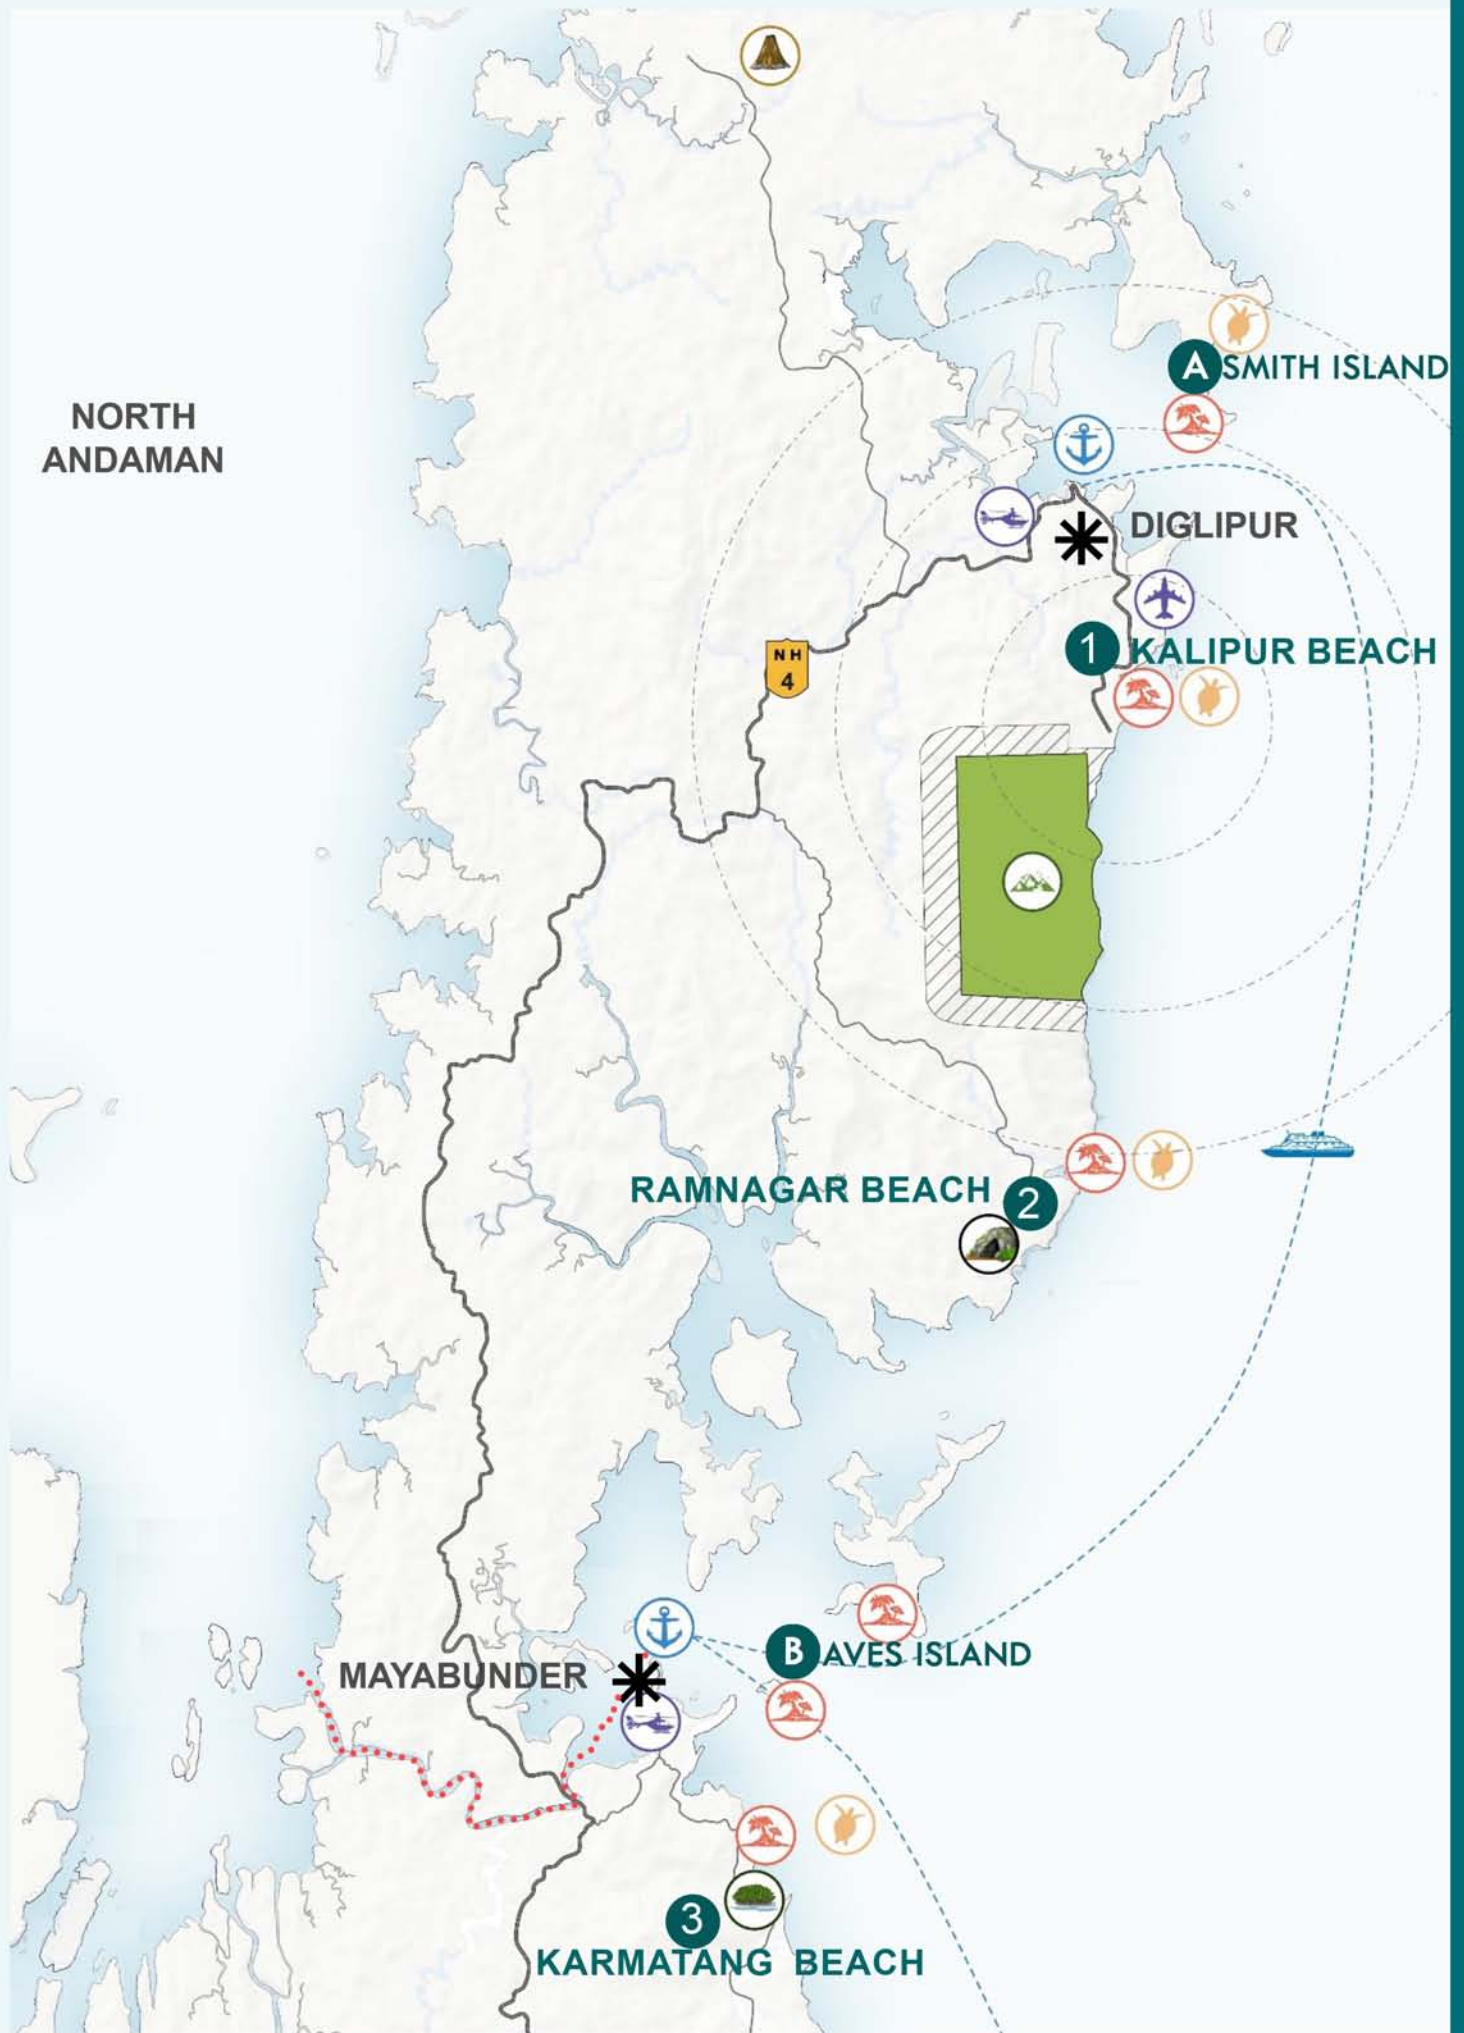 NORTH
ANDAMAN
A SMITH ISLAND
DIGLIPUR
1 KALIPUR BEACH
NH
4
RAMNAGAR BEACH 2
B AVES ISLAND
MAYABUNDER
3
KARMATANG BEACH